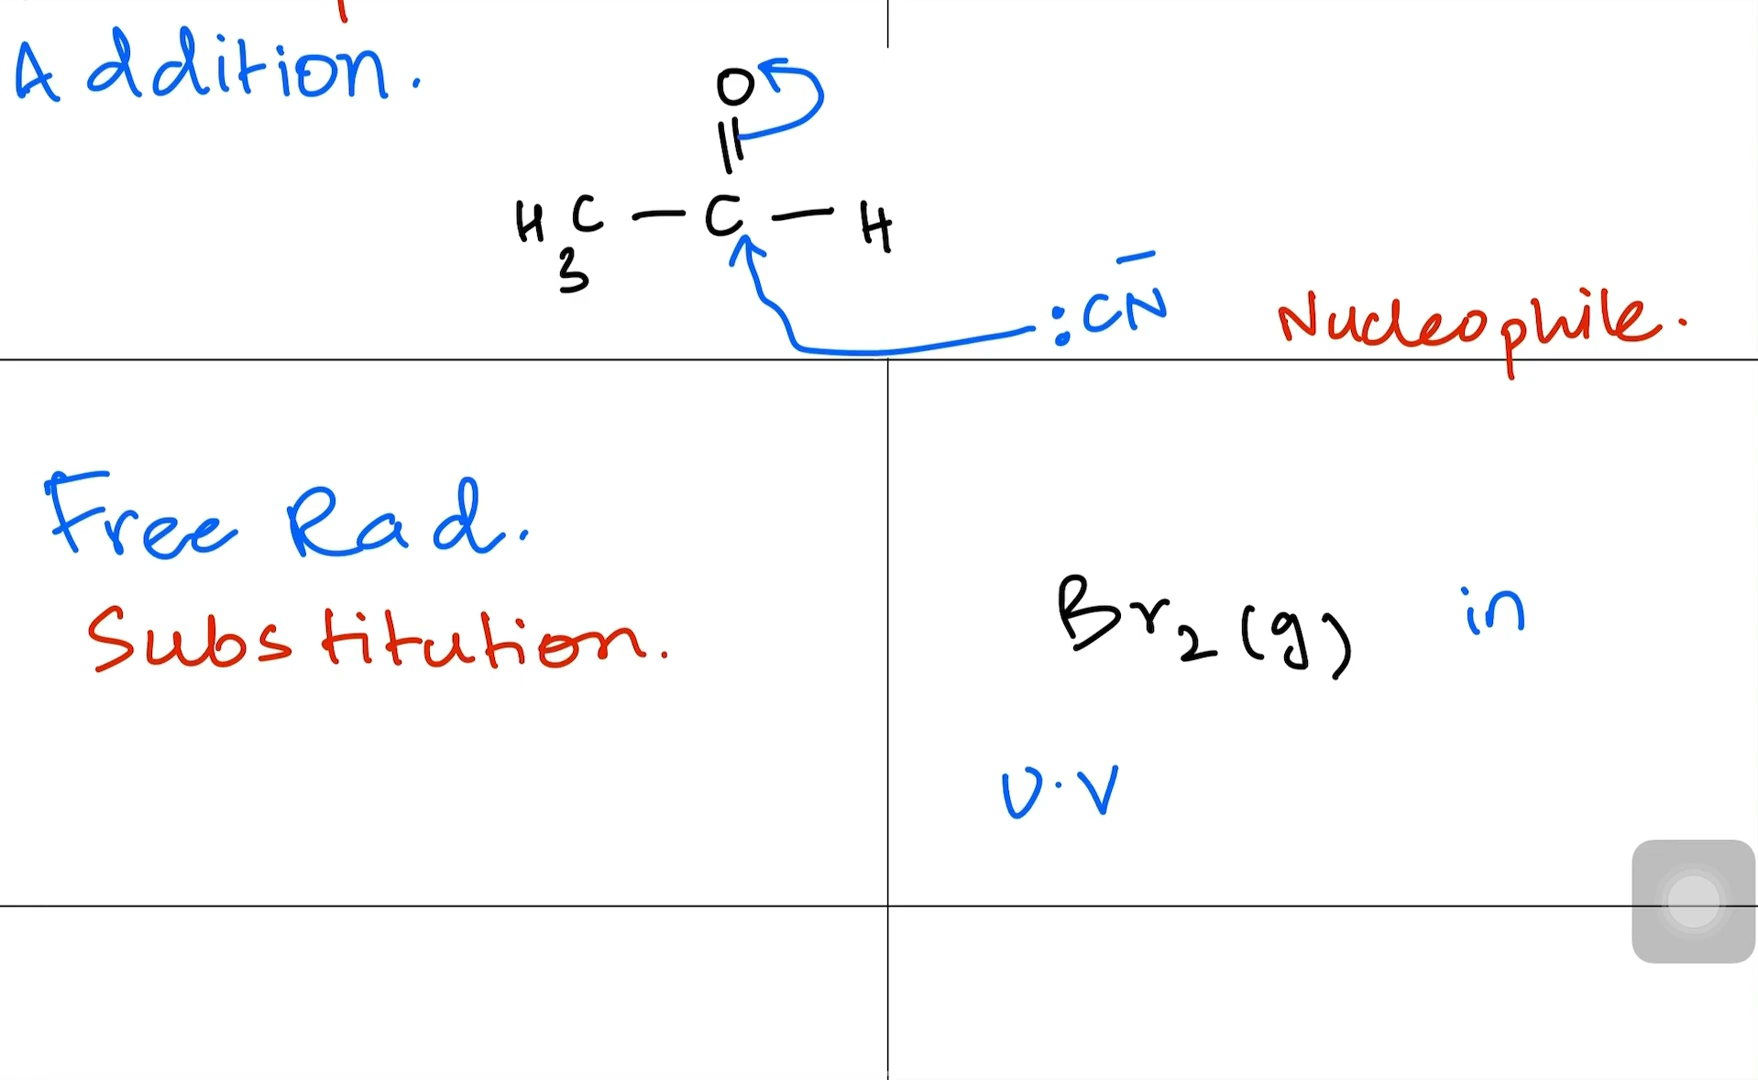 Addition.
O
||
H3C — C — H
:CN⁻ Nucleophile.
Free Rad.
Substitution.
Br2(g) in
U.V